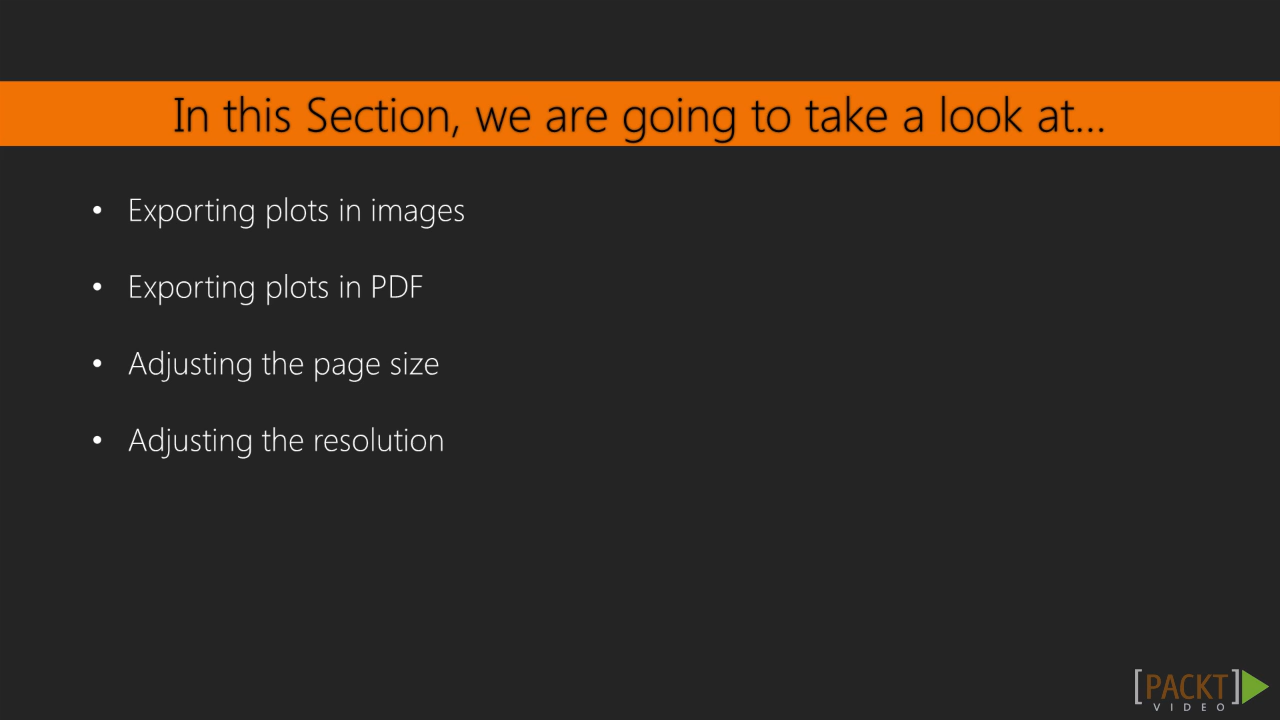 In this Section, we are going to take a look at...
• Exporting plots in images
• Exporting plots in PDF
• Adjusting the page size
• Adjusting the resolution
[PACKT]
VIDEO